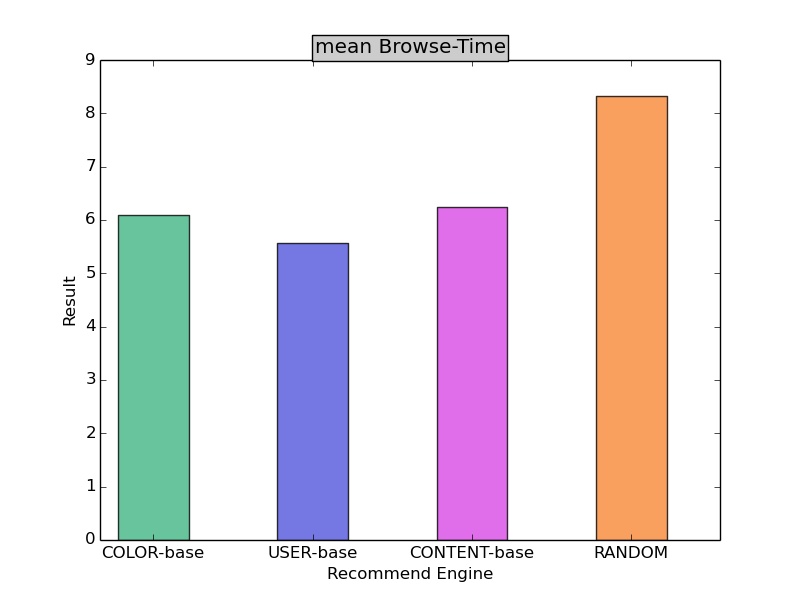 mean Browse-Time
9
8
7
6
5
4
3
2
1
0
Result
COLOR-base USER-base CONTENT-base RANDOM
Recommend Engine